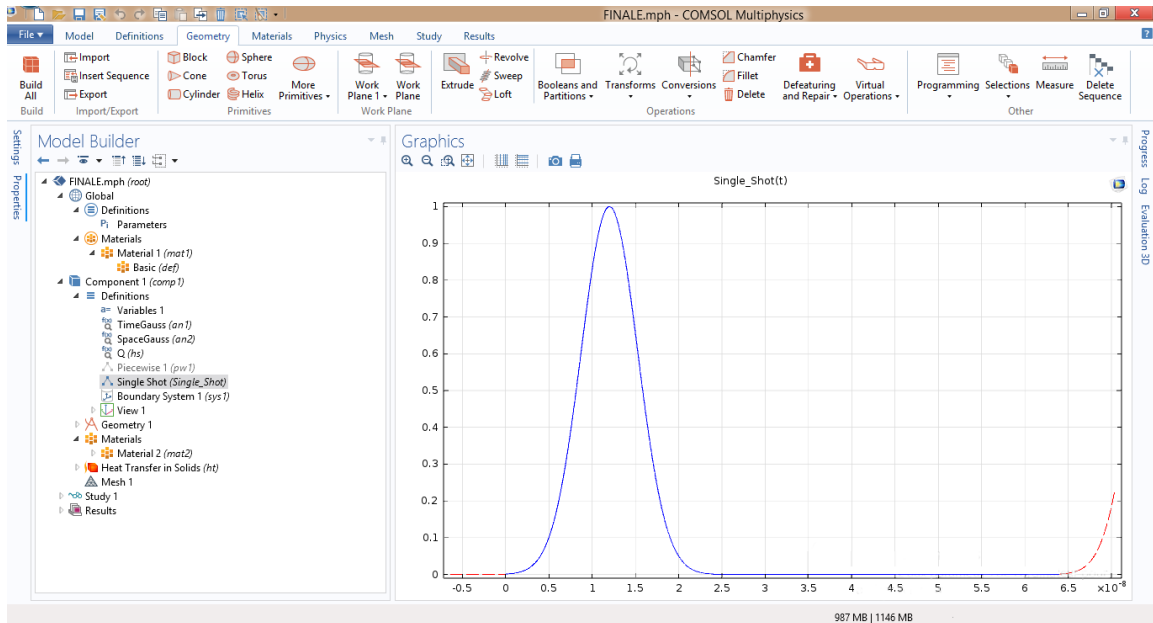 FINALE.mph - COMSOL Multiphysics
File Model Definitions Geometry Materials Physics Mesh Study Results
Build All
Build
Import
Insert Sequence
Export
Import/Export
Block Sphere
Cone Torus
Cylinder Helix
More Primitives
Primitives
Work Plane 1
Work Plane
Work Plane
Extrude
Revolve
Sweep
Loft
Booleans and Partitions
Transforms
Conversions
Chamfer
Fillet
Delete
Defeaturing and Repair
Virtual Operations
Operations
Programming
Selections
Measure
Delete Sequence
Other
Settings
Properties
Model Builder
FINALE.mph (root)
Global
Definitions
Pi Parameters
Materials
Material 1 (mat1)
Basic (def)
Component 1 (comp1)
Definitions
a= Variables 1
TimeGauss (an1)
SpaceGauss (an2)
Q (hs)
Piecewise 1 (pw1)
Single Shot (Single_Shot)
Boundary System 1 (sys1)
View 1
Geometry 1
Materials
Material 2 (mat2)
Heat Transfer in Solids (ht)
Mesh 1
Study 1
Results
Graphics
Single_Shot(t)
1
0.9
0.8
0.7
0.6
0.5
0.4
0.3
0.2
0.1
0
-0.5 0 0.5 1 1.5 2 2.5 3 3.5 4 4.5 5 5.5 6 6.5 ×10⁻⁸
Progress
Log
Evaluation 3D
987 MB | 1146 MB